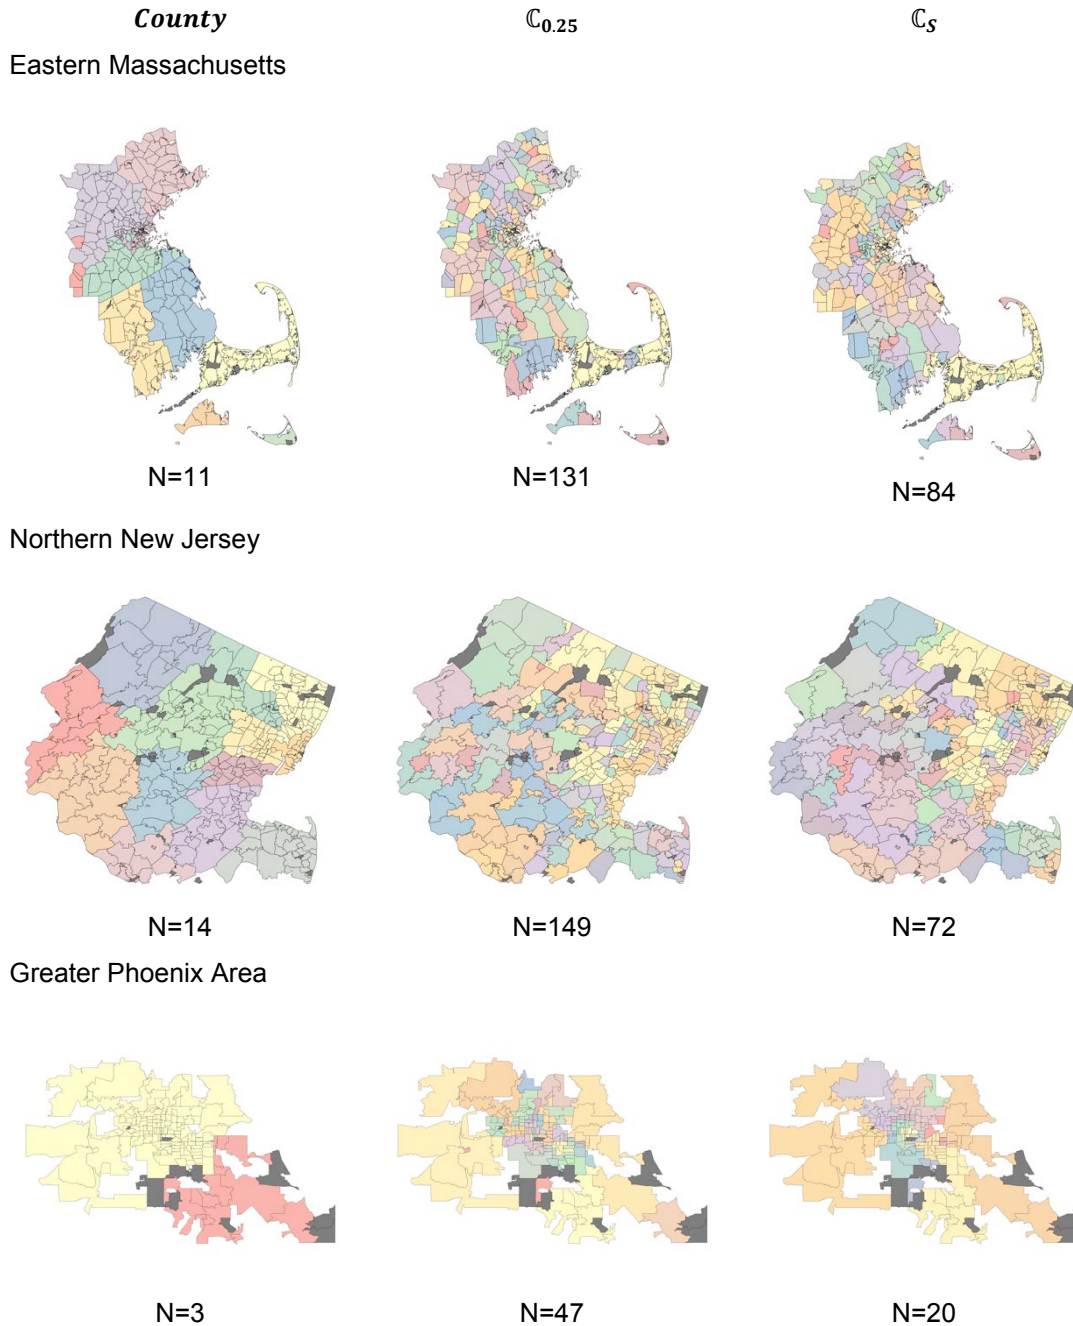 County ℂ0.25 ℂS
Eastern Massachusetts
N=11 N=131 N=84
Northern New Jersey
N=14 N=149 N=72
Greater Phoenix Area
N=3 N=47 N=20